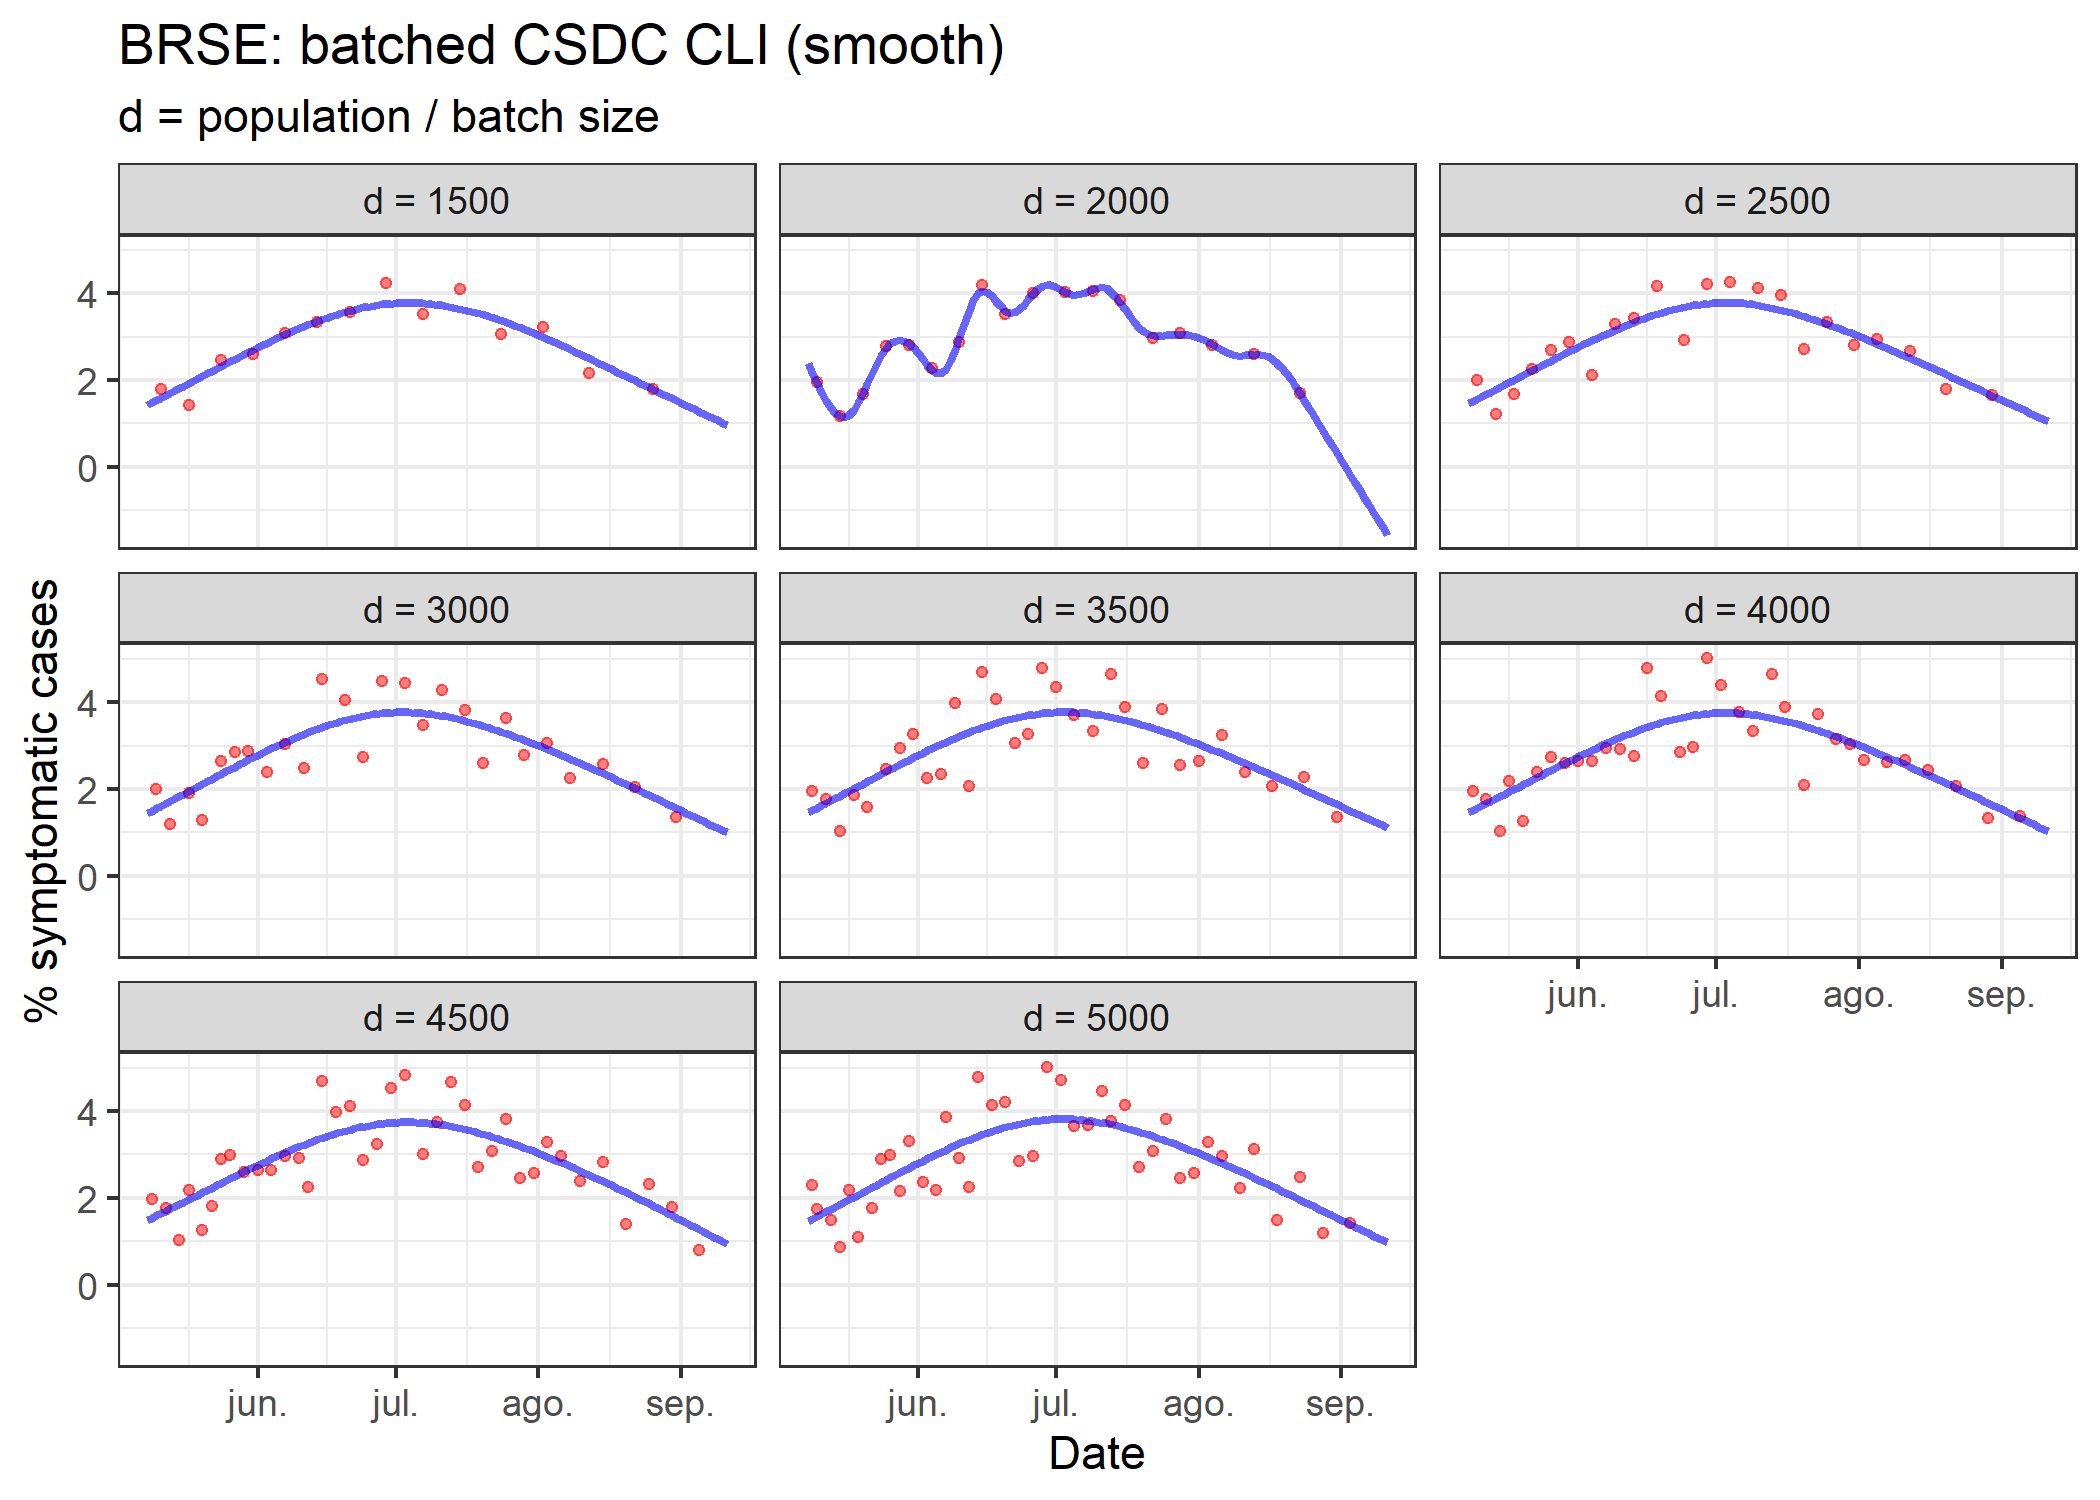 BRSE: batched CSDC CLI (smooth)
d = population / batch size
d = 1500
d = 2000
d = 2500
4
2
0
d = 3000
d = 3500
d = 4000
4
2
0
% symptomatic cases
jun. jul. ago. sep.
d = 4500
d = 5000
4
2
0
jun. jul. ago. sep.
jun. jul. ago. sep.
Date